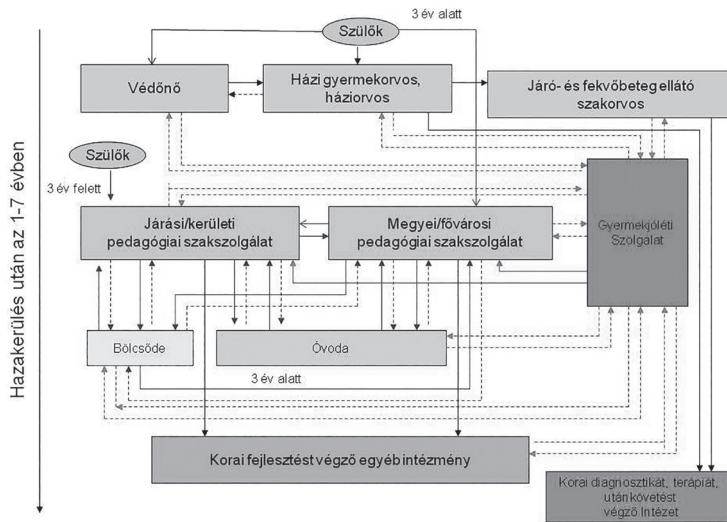 3 év alatt
Szülők
Védőnő
Házi gyermekorvos,
háziorvos
Járó- és fekvőbeteg ellátó
szakorvos
Szülők
3 év felett
Járási/kerületi
pedagógiai szakszolgálat
Megyei/fővárosi
pedagógiai szakszolgálat
Gyermekjóléti
Szolgálat
Bölcsőde
Óvoda
3 év alatt
Korai fejlesztést végző egyéb intézmény
Korai diagnosztikát, terápiát,
utánkövetést
végző Intézet
Hazakerülés után az 1-7 évben